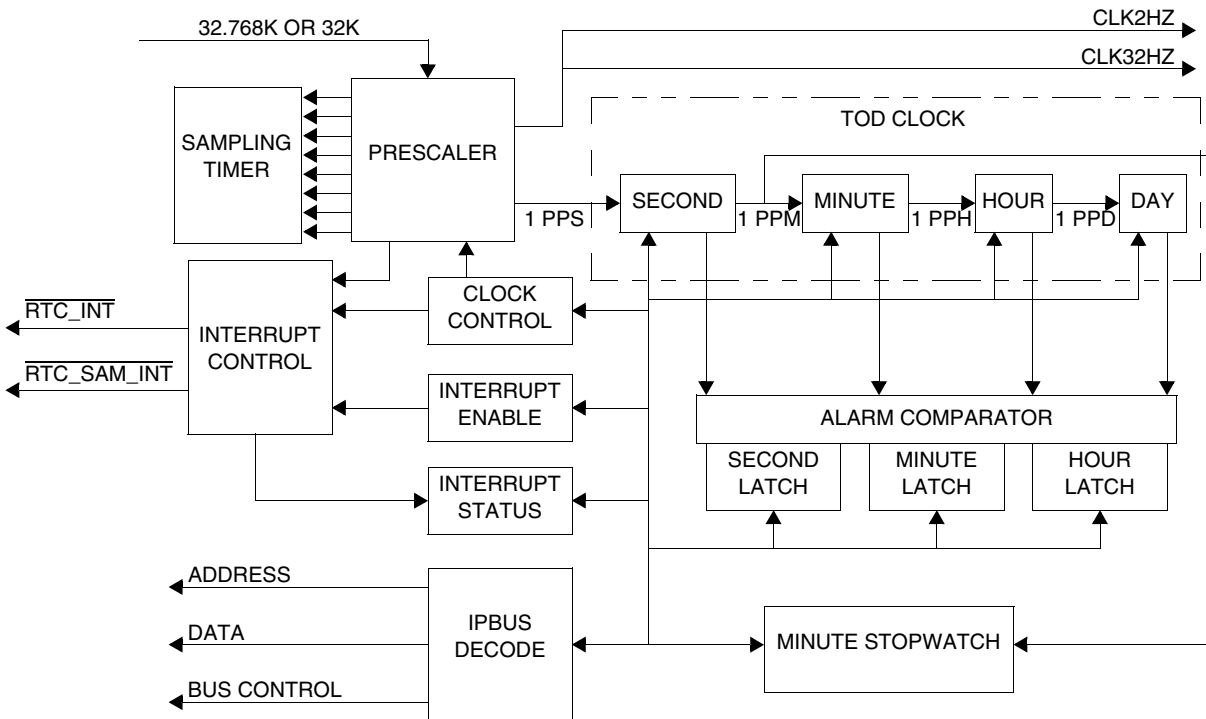 32.768K OR 32K
CLK2HZ
CLK32HZ
TOD CLOCK
SAMPLING
TIMER
PRESCALER
SECOND
MINUTE
HOUR
DAY
1 PPS
1 PPM
1 PPH
1 PPD
CLOCK
CONTROL
RTC_INT
INTERRUPT
CONTROL
RTC_SAM_INT
INTERRUPT
ENABLE
ALARM COMPARATOR
SECOND
LATCH
MINUTE
LATCH
HOUR
LATCH
INTERRUPT
STATUS
ADDRESS
DATA
BUS CONTROL
IPBUS
DECODE
MINUTE STOPWATCH